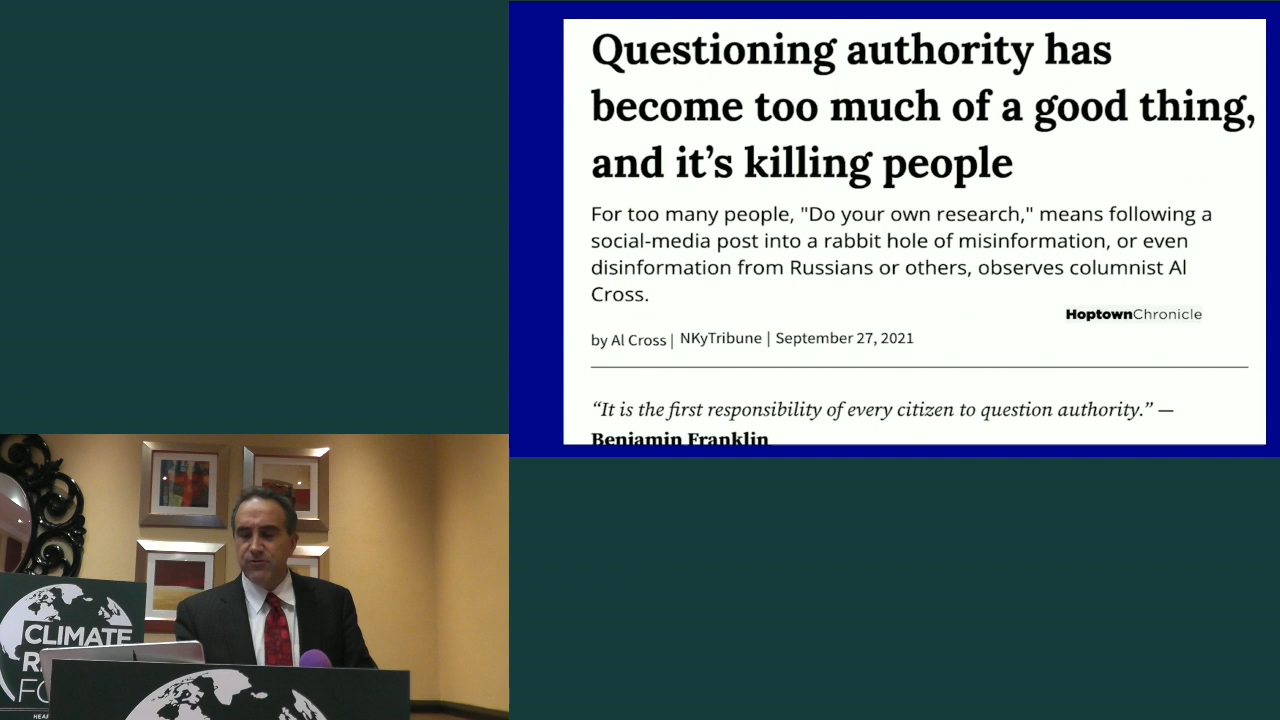 Questioning authority has
become too much of a good thing,
and it’s killing people
For too many people, "Do your own research," means following a
social-media post into a rabbit hole of misinformation, or even
disinformation from Russians or others, observes columnist Al
Cross.
HoptownChronicle
by Al Cross | NKyTribune | September 27, 2021
“It is the first responsibility of every citizen to question authority.” —
Benjamin Franklin
CLIMATE